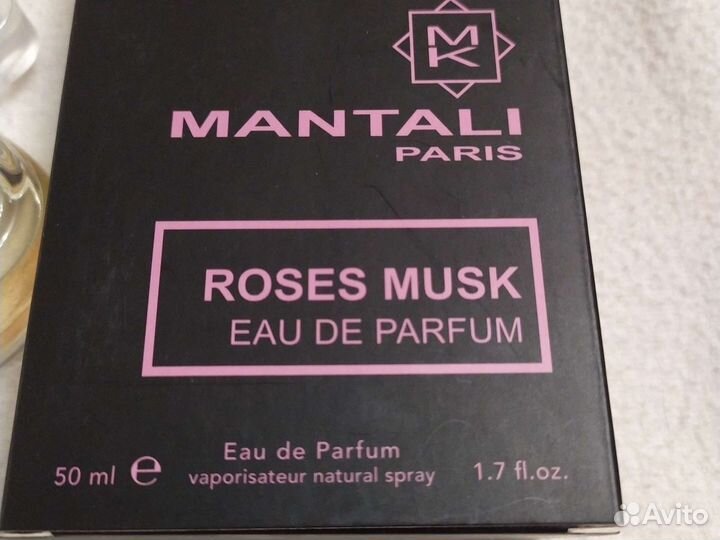 MK
MANTALI
PARIS
ROSES MUSK
EAU DE PARFUM
Eau de Parfum
50 ml e vaporisateur natural spray 1.7 fl.oz.
Avito